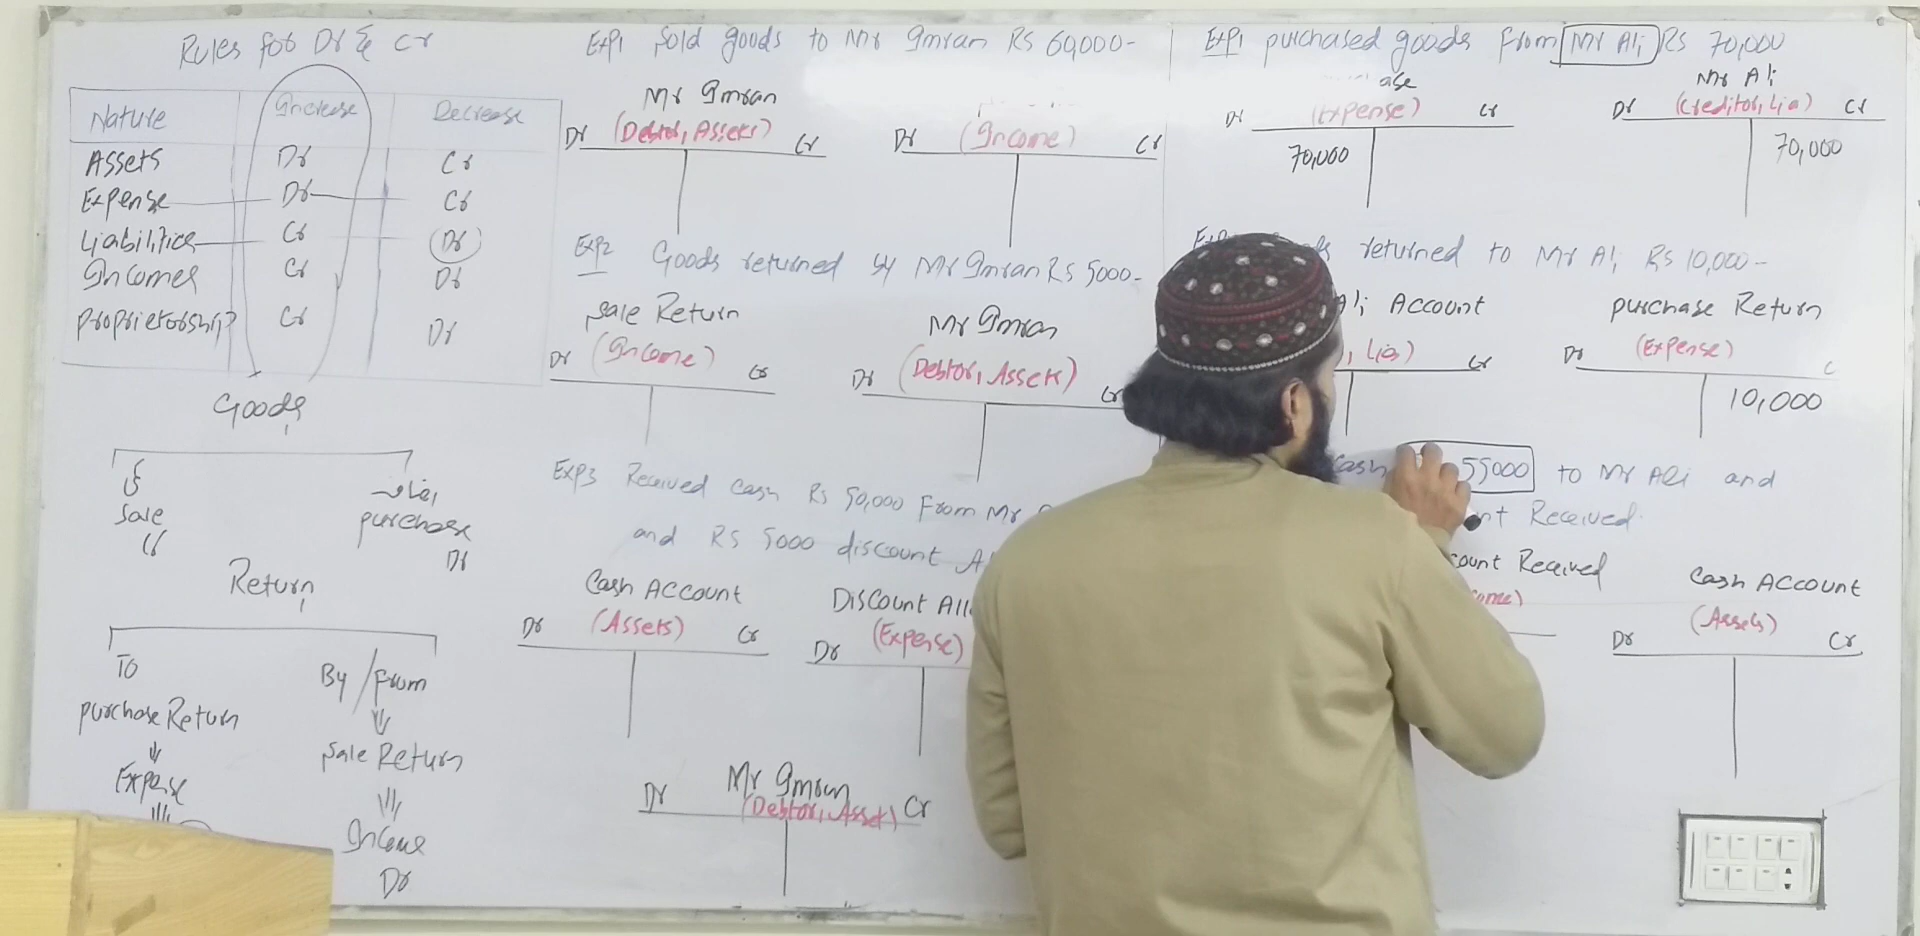 Rules for Dr & Cr
Nature Increase Decrease
Assets Dr Cr
Expense Dr Cr
Liabilities Cr Dr
Incomes Cr Dr
Proprietorship Cr Dr
Goods
Sale
Cr
purchase
Dr
Return
To
purchase Return
Expense
By / From
Sale Return
Income
Dr
Exp1 Sold goods to Mr Imran Rs 60,000-
Mr Imran
Dr (Debtor, Assets) Cr
Dr (Income) Cr
Exp2 Goods returned by Mr Imran Rs 5000-
Sale Return
Dr (Income) Cr
Mr Imran
Dr (Debtor, Assets) Cr
Exp3 Received Cash Rs 50,000 From Mr
and Rs 5000 discount
Cash Account
Dr (Assets) Cr
Discount
Dr (Expense)
Mr Imran
Dr (Debtor, Asset) Cr
Exp1 purchased goods from Mr Ali Rs 70,000
Dr (Expense) Cr
70,000
Mr Ali
Dr (Creditor, Lia) Cr
70,000
returned to Mr Ali Rs 10,000-
Account
Lia) Cr
purchase Return
Dr (Expense) C
10,000
Cash 55000 to Mr Ali and
Received
Received
Cash Account
(Assets)
Dr Cr